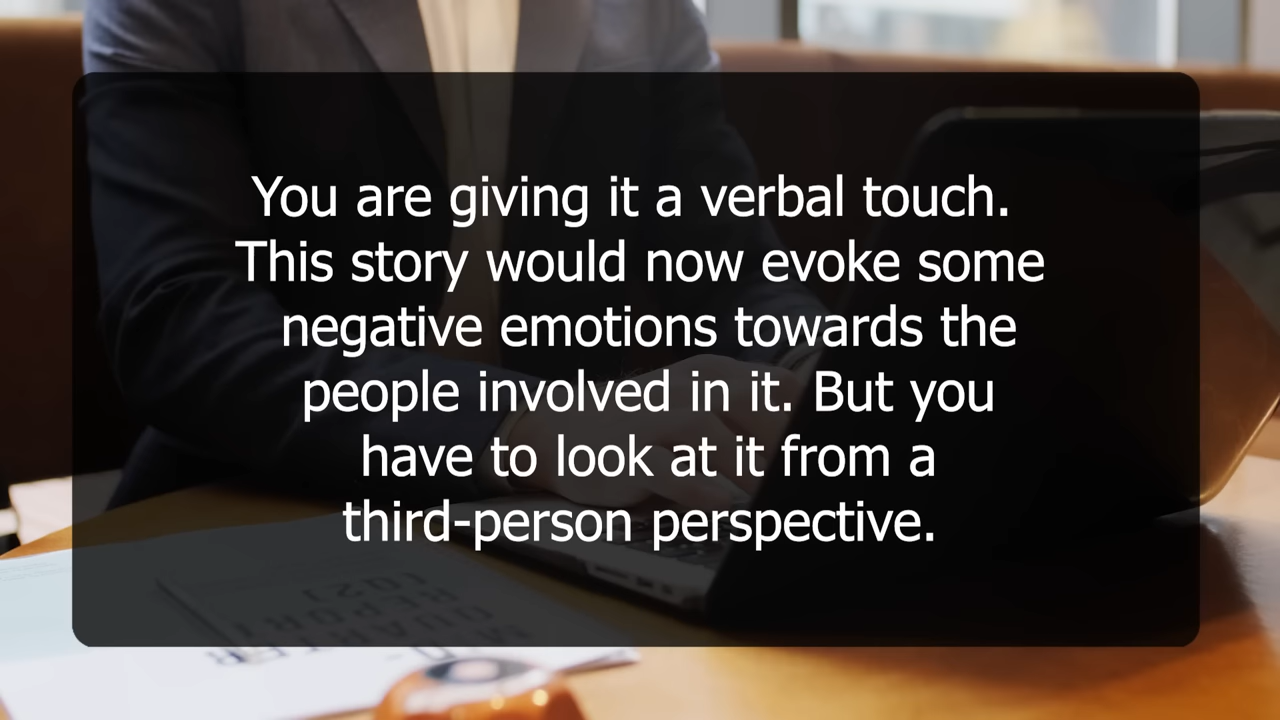 You are giving it a verbal touch.
This story would now evoke some
negative emotions towards the
people involved in it. But you
have to look at it from a
third-person perspective.